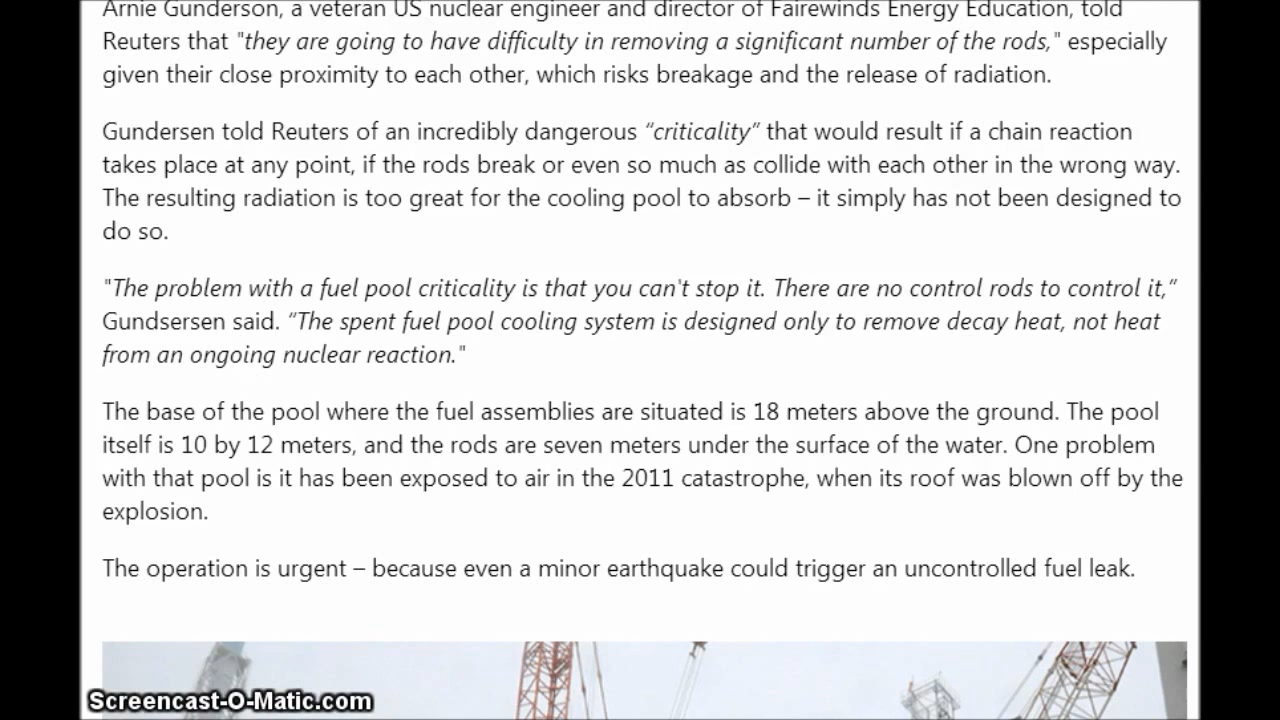 Arnie Gunderson, a veteran US nuclear engineer and director of Fairewinds Energy Education, told
Reuters that "they are going to have difficulty in removing a significant number of the rods," especially
given their close proximity to each other, which risks breakage and the release of radiation.
Gundersen told Reuters of an incredibly dangerous “criticality” that would result if a chain reaction
takes place at any point, if the rods break or even so much as collide with each other in the wrong way.
The resulting radiation is too great for the cooling pool to absorb – it simply has not been designed to
do so.
"The problem with a fuel pool criticality is that you can't stop it. There are no control rods to control it,”
Gundsersen said. “The spent fuel pool cooling system is designed only to remove decay heat, not heat
from an ongoing nuclear reaction."
The base of the pool where the fuel assemblies are situated is 18 meters above the ground. The pool
itself is 10 by 12 meters, and the rods are seven meters under the surface of the water. One problem
with that pool is it has been exposed to air in the 2011 catastrophe, when its roof was blown off by the
explosion.
The operation is urgent – because even a minor earthquake could trigger an uncontrolled fuel leak.
Screencast-O-Matic.com